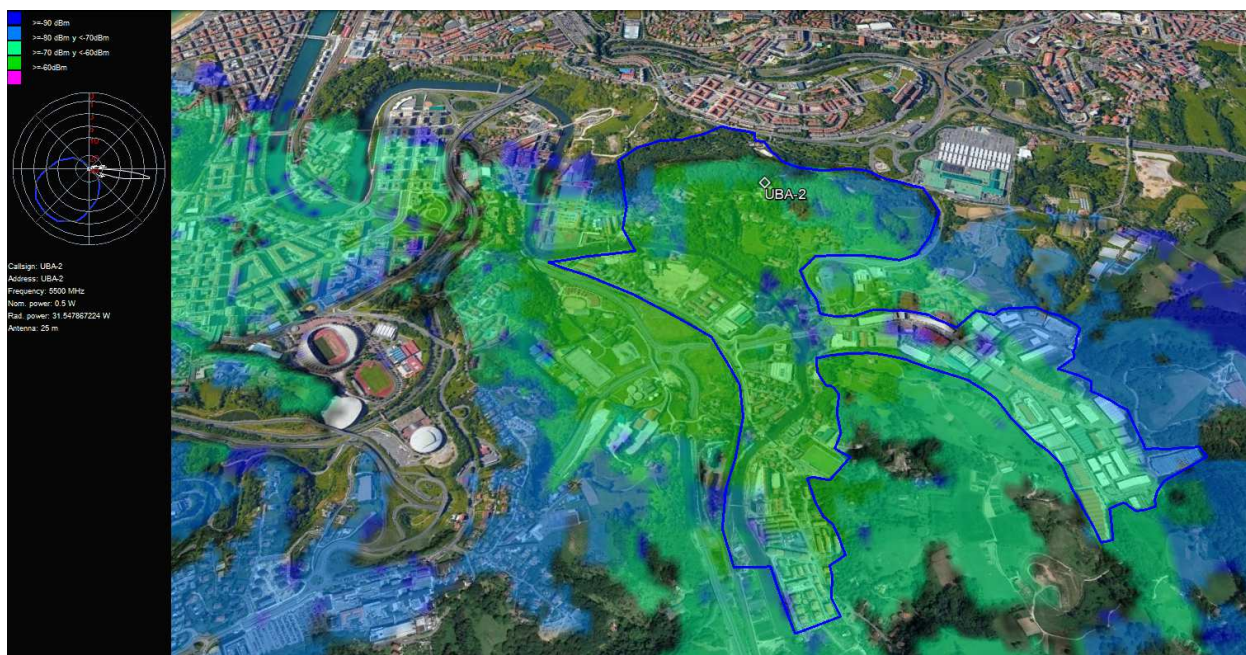 >=-90 dBm
>=-80 dBm y <-70dBm
>=-70 dBm y <-60dBm
>=-60dBm
Callsign: UBA-2
Address: UBA-2
Frequency: 5500 MHz
Nom. power: 0.5 W
Rad. power: 31.547867224 W
Antenna: 25 m
UBA-2